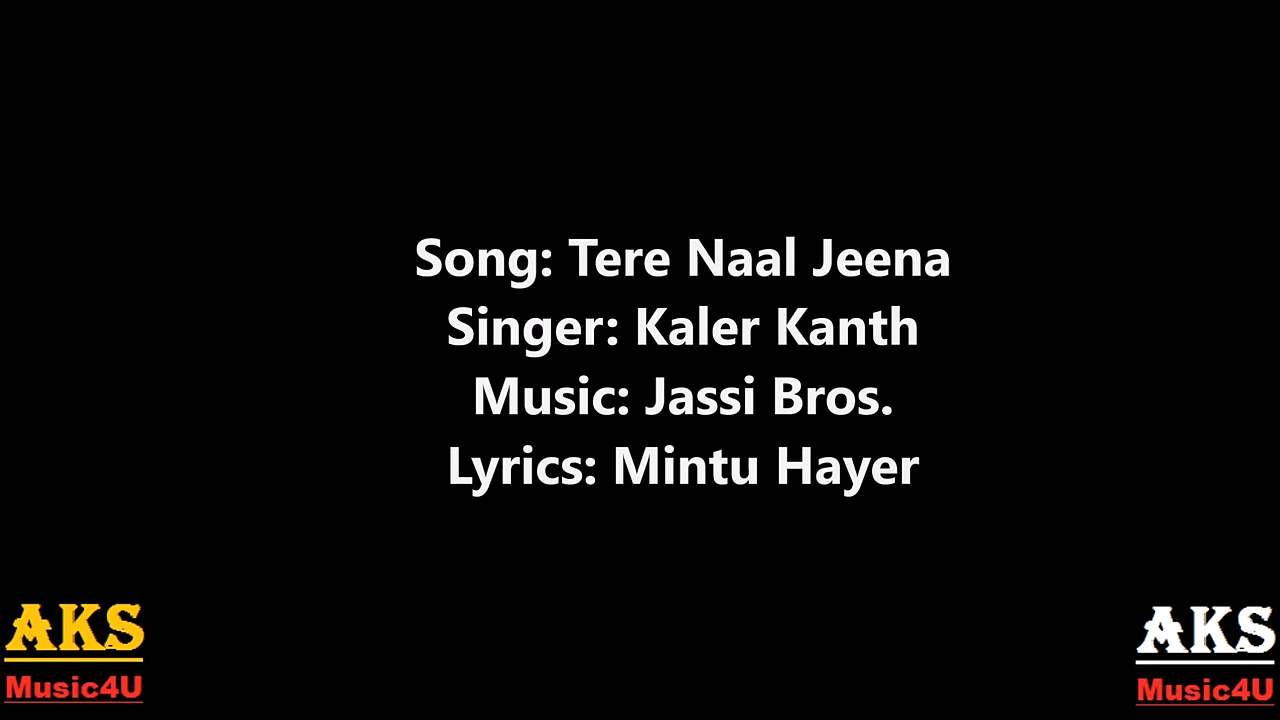 Song: Tere Naal Jeena
Singer: Kaler Kanth
Music: Jassi Bros.
Lyrics: Mintu Hayer
AKS
Music4U
AKS
Music4U